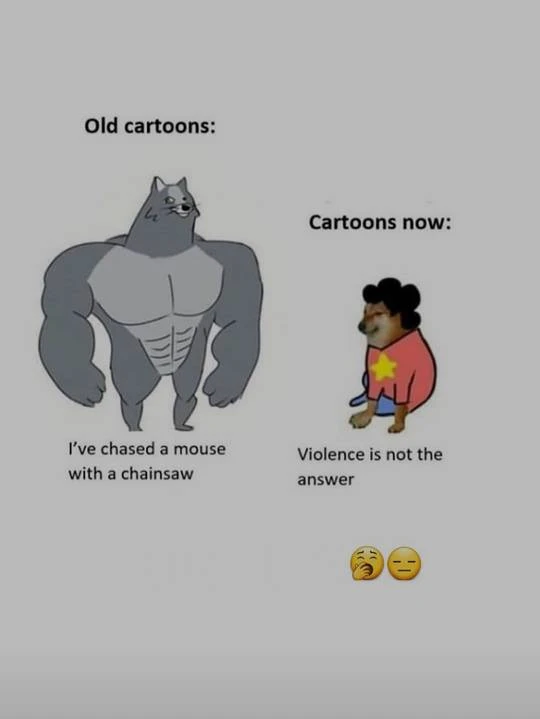 Old cartoons:
Cartoons now:
I've chased a mouse
with a chainsaw
Violence is not the
answer
🥱😑